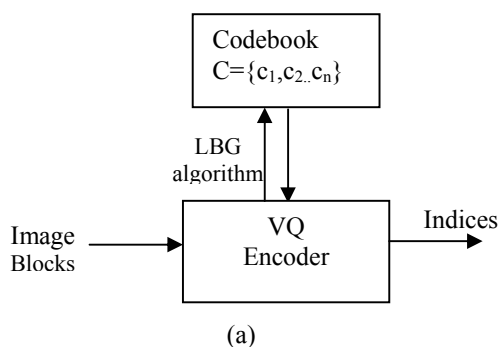 Codebook
C={c₁,c₂..cₙ}
LBG
algorithm
VQ
Encoder
Image
Blocks
Indices
(a)